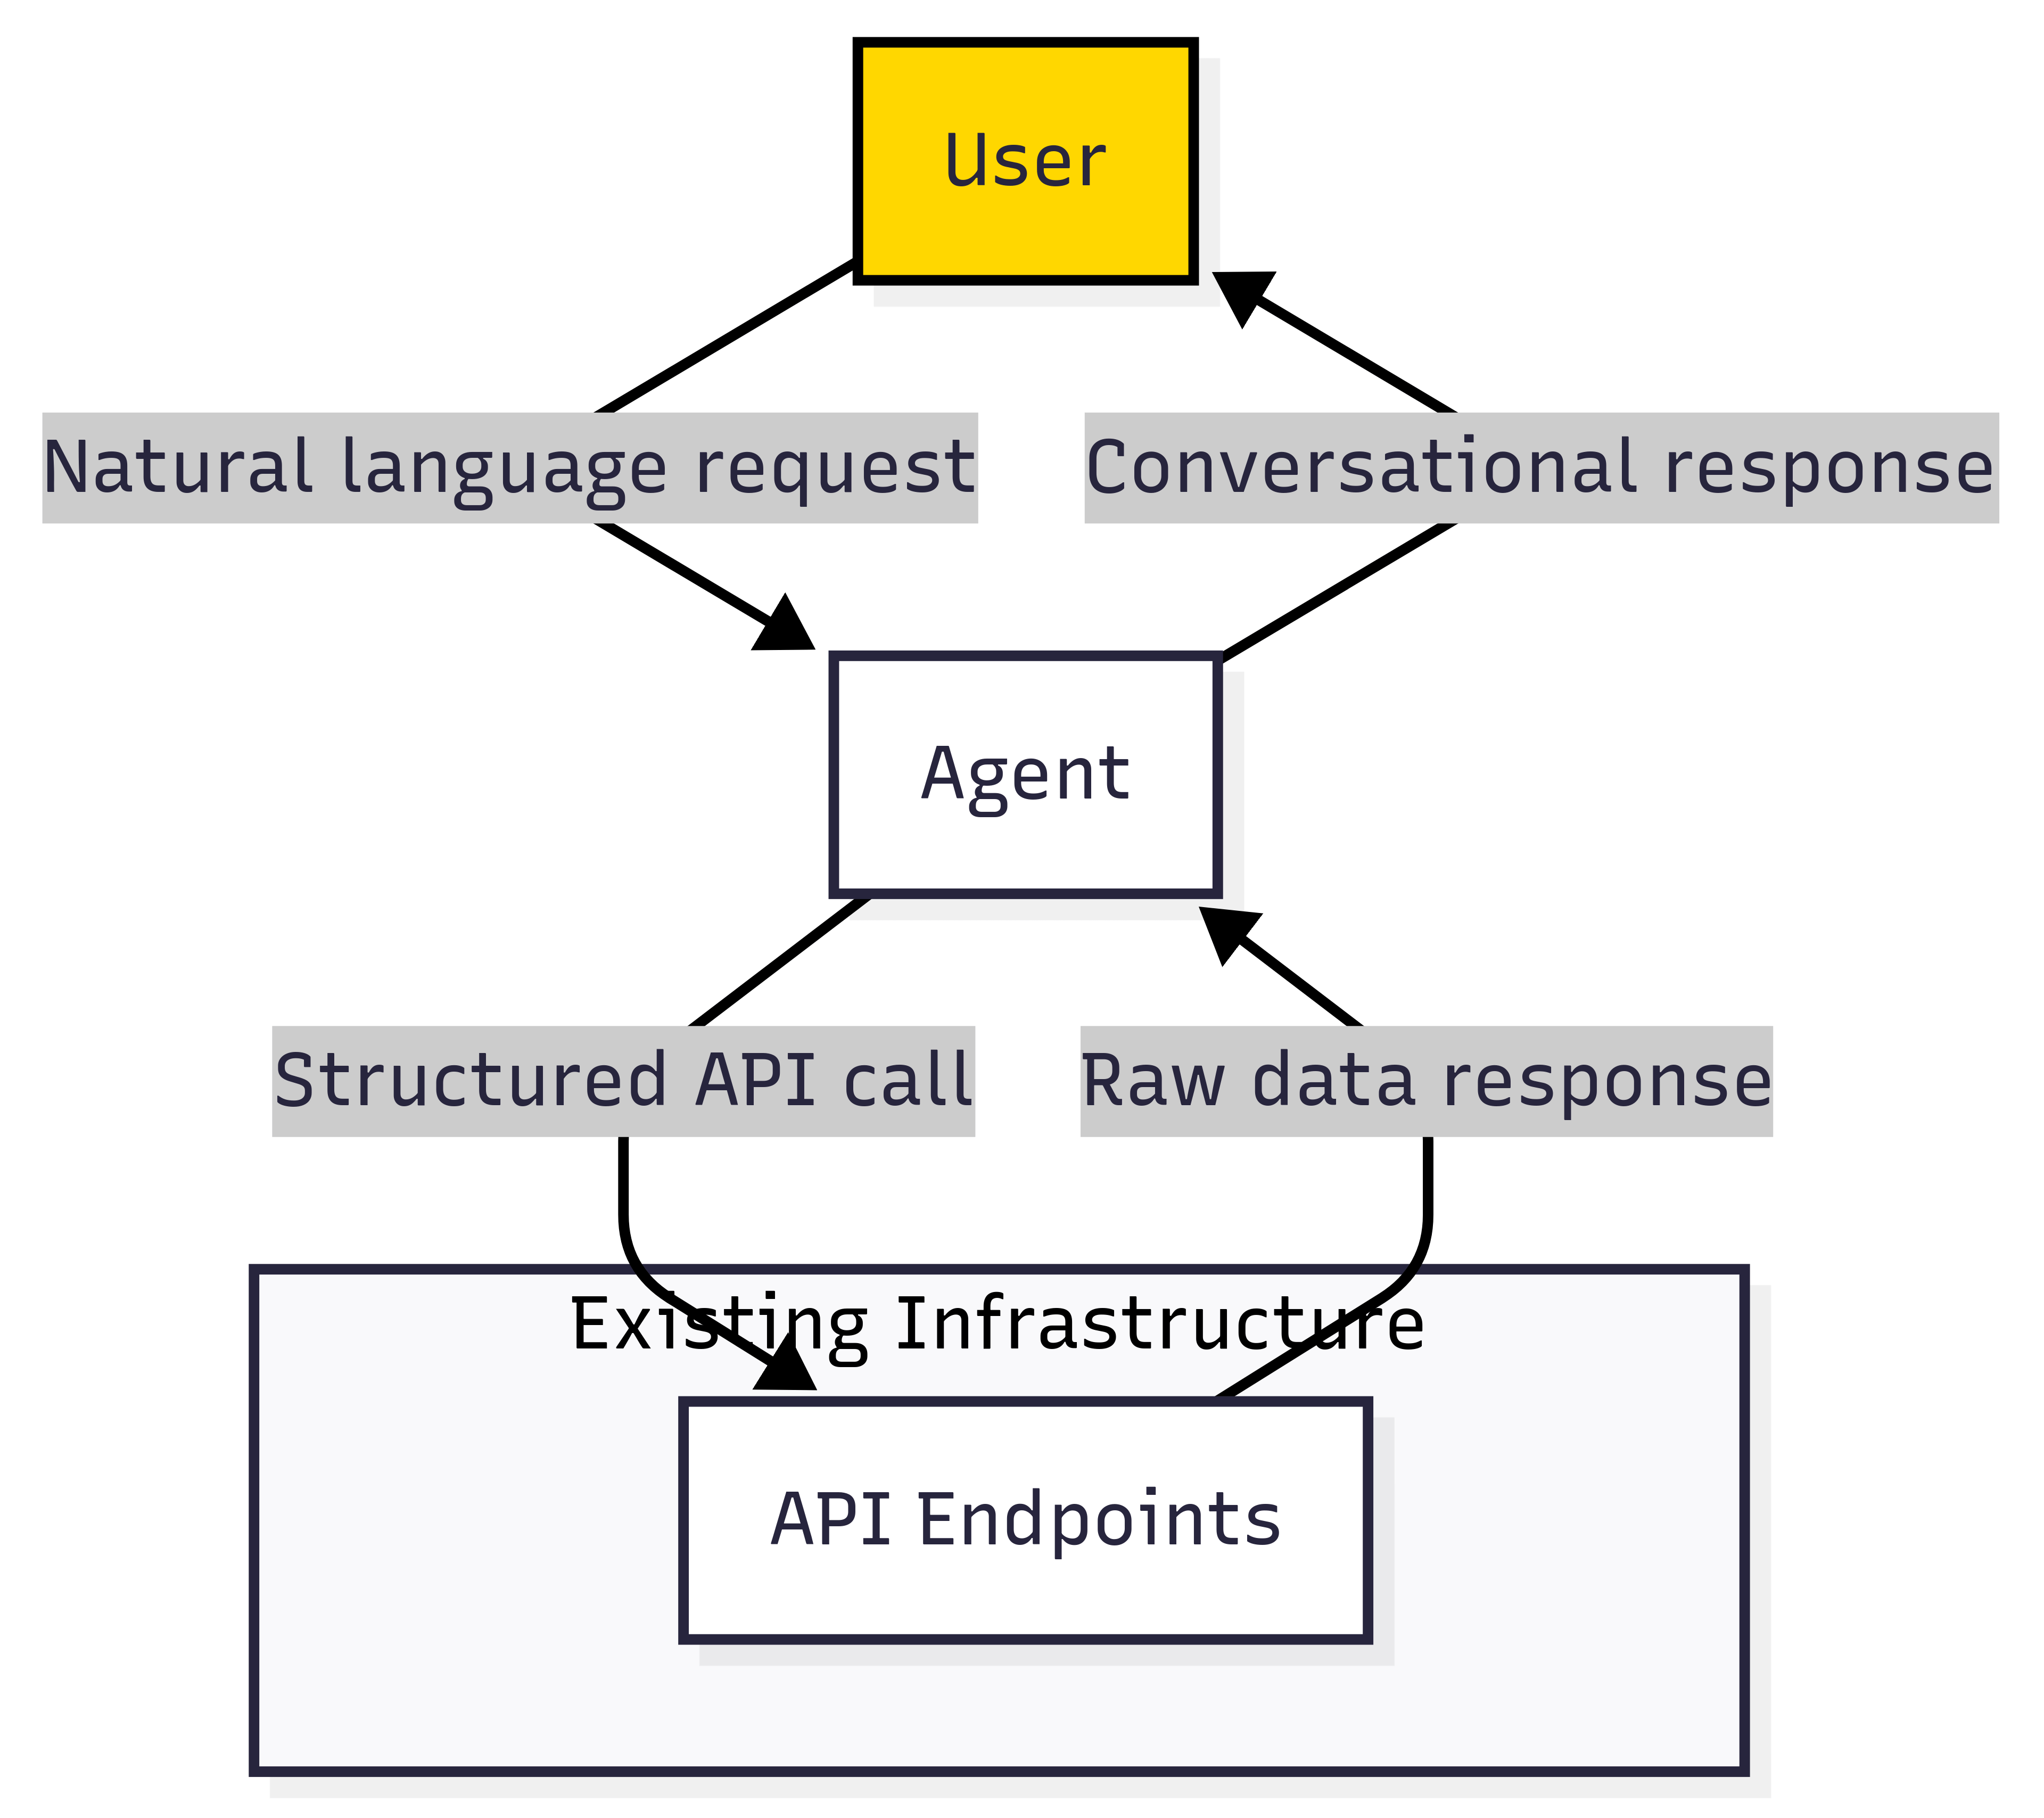 User
Natural language request
Conversational response
Agent
Structured API call
Raw data response
Existing Infrastructure
API Endpoints